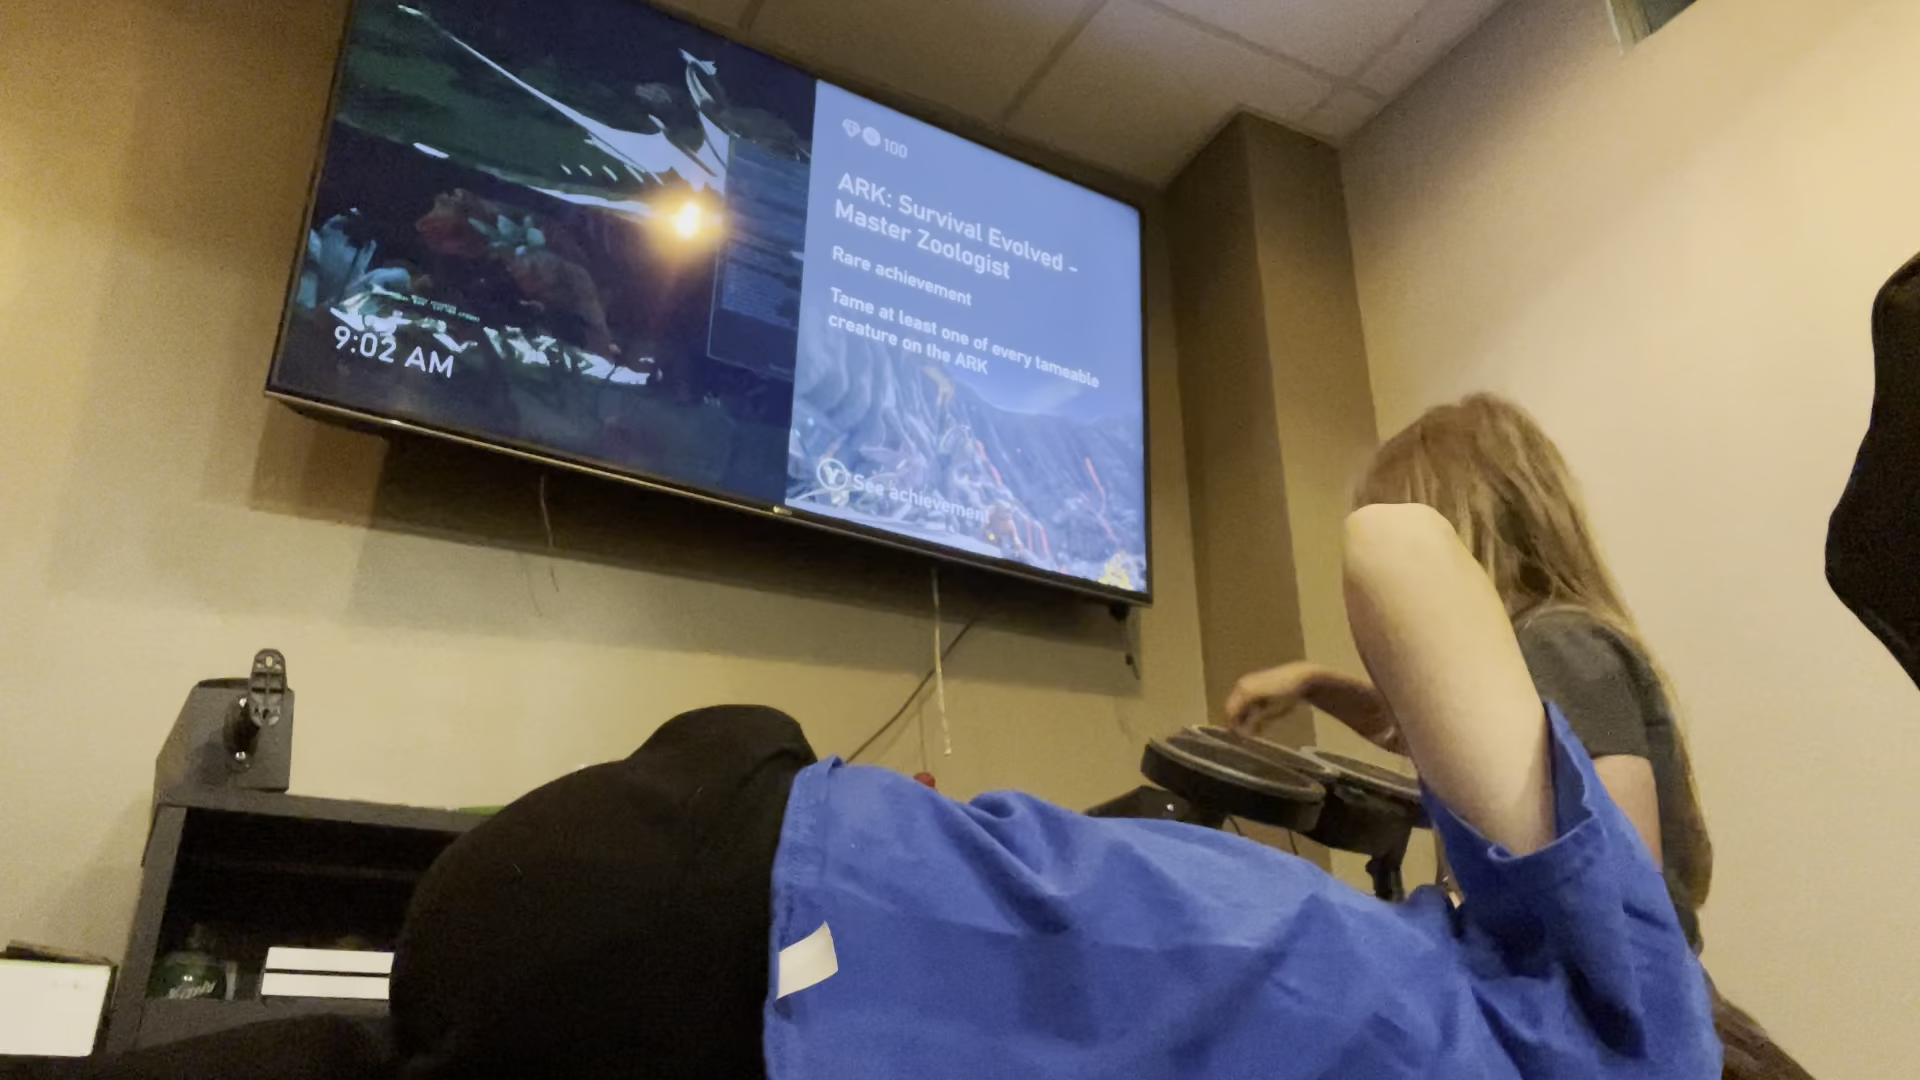 100
ARK: Survival Evolved -
Master Zoologist
Rare achievement
Tame at least one of every tameable
creature on the ARK
9:02 AM
Y See achievement